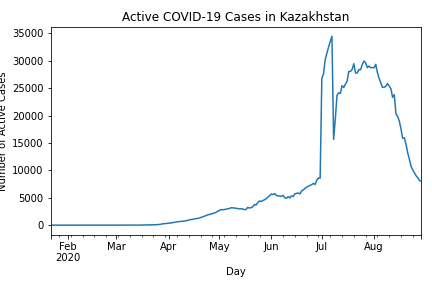 Active COVID-19 Cases in Kazakhstan
35000
30000
25000
20000
15000
10000
5000
0
Number of Active Cases
Feb
2020
Mar
Apr
May
Jun
Jul
Aug
Day